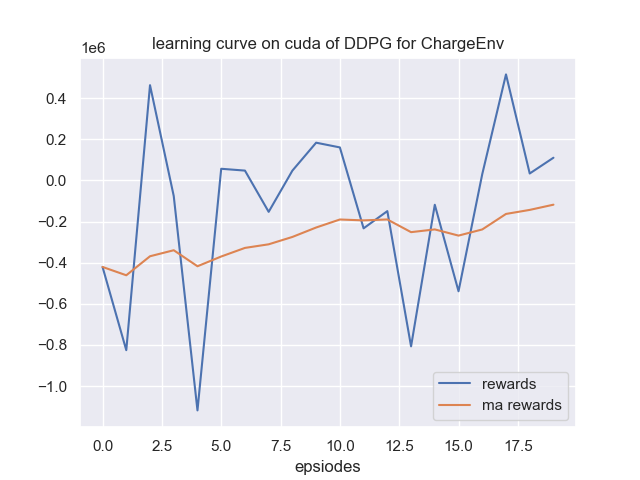 1e6
learning curve on cuda of DDPG for ChargeEnv
0.4
0.2
0.0
−0.2
−0.4
−0.6
−0.8
−1.0
rewards
ma rewards
0.0 2.5 5.0 7.5 10.0 12.5 15.0 17.5
epsiodes